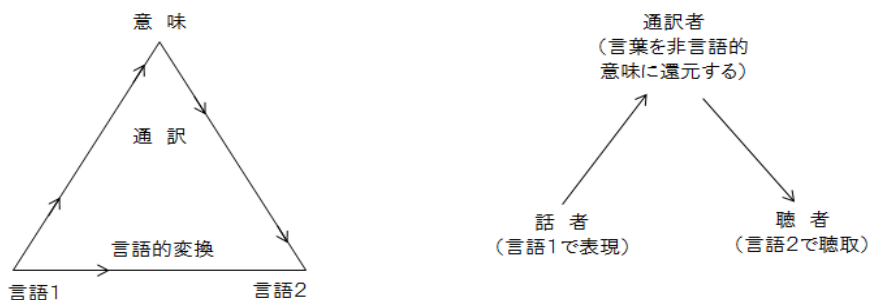 意 味
通 訳
言語的変換
言語1
言語2
通訳者
（言葉を非言語的
意味に還元する）
話 者
（言語1で表現）
聴 者
（言語2で聴取）